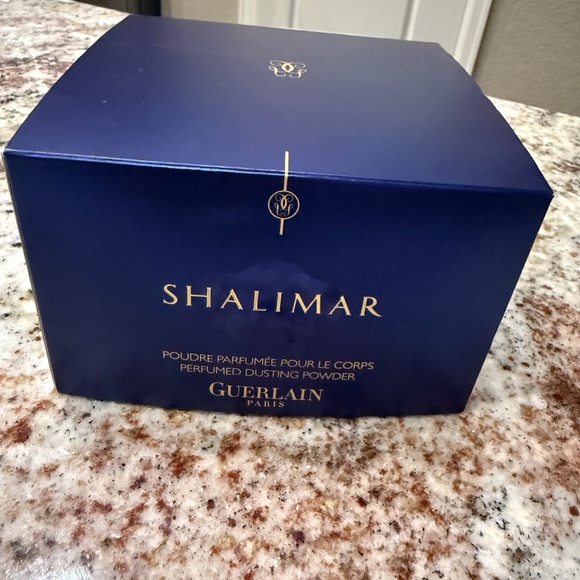 SHALIMAR
POUDRE PARFUMÉE POUR LE CORPS
PERFUMED DUSTING POWDER
GUERLAIN
PARIS